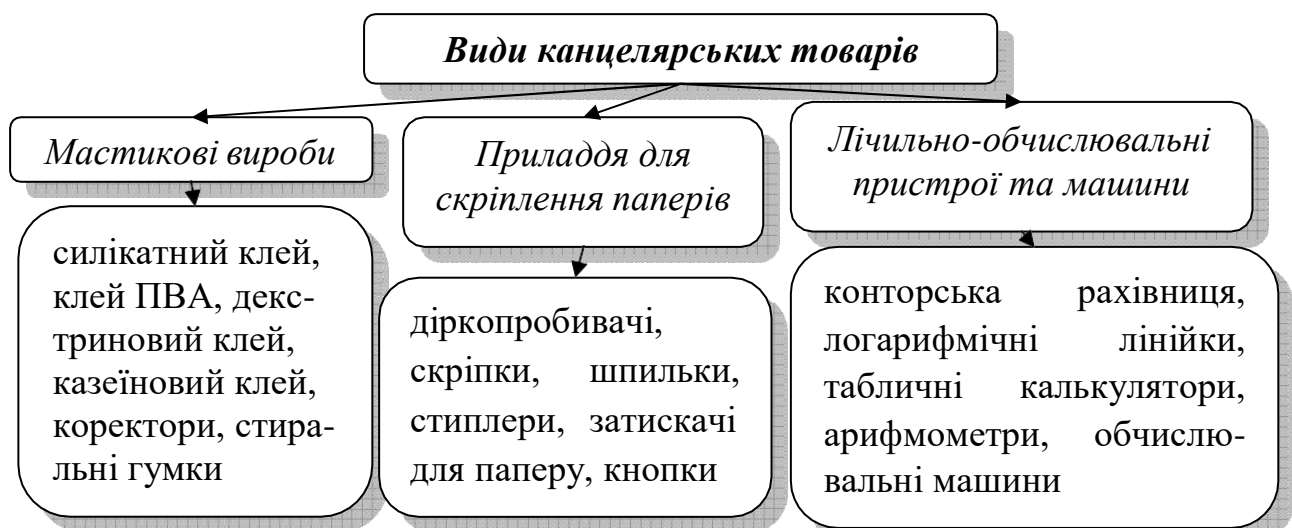 Види канцелярських товарів
Мастикові вироби
силікатний клей,
клей ПВА, декс-
триновий клей,
казеїновий клей,
коректори, стира-
льні гумки
Приладдя для
скріплення паперів
діркопробивачі,
скріпки, шпильки,
стиплери, затискачі
для паперу, кнопки
Лічильно-обчислювальні
пристрої та машини
конторська рахівниця,
логарифмічні лінійки,
табличні калькулятори,
арифмометри, обчислю-
вальні машини